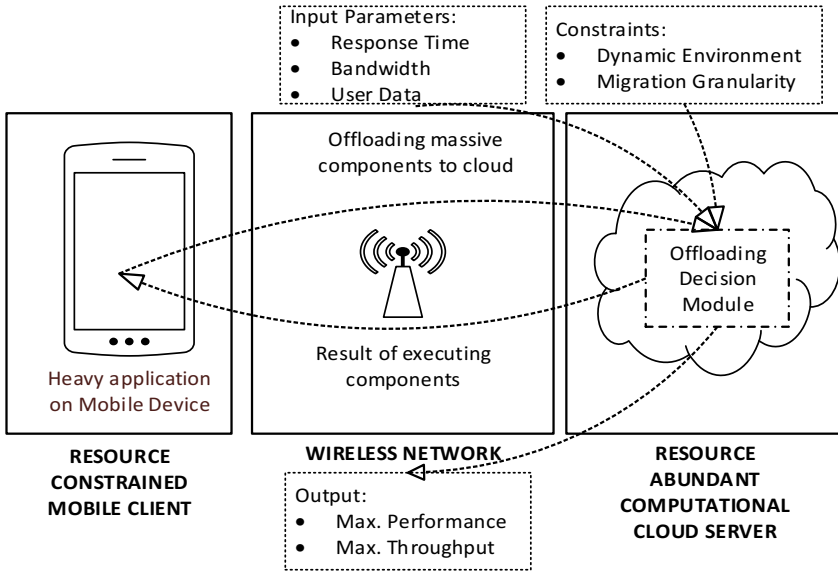 Input Parameters:
● Response Time
● Bandwidth
● User Data
Constraints:
● Dynamic Environment
● Migration Granularity
Offloading massive
components to cloud
Offloading
Decision
Module
Result of executing
components
Heavy application
on Mobile Device
RESOURCE
CONSTRAINED
MOBILE CLIENT
WIRELESS NETWORK
RESOURCE
ABUNDANT
COMPUTATIONAL
CLOUD SERVER
Output:
● Max. Performance
● Max. Throughput